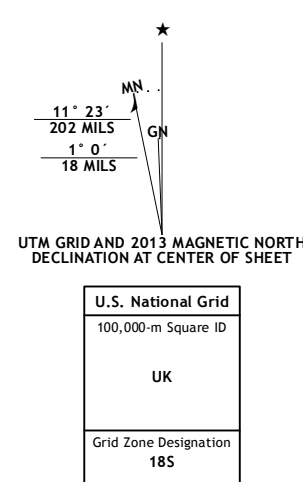 ★
MN
11° 23´
202 MILS
GN
1° 0´
18 MILS
UTM GRID AND 2013 MAGNETIC NORTH
DECLINATION AT CENTER OF SHEET
U.S. National Grid
100,000-m Square ID
UK
Grid Zone Designation
18S